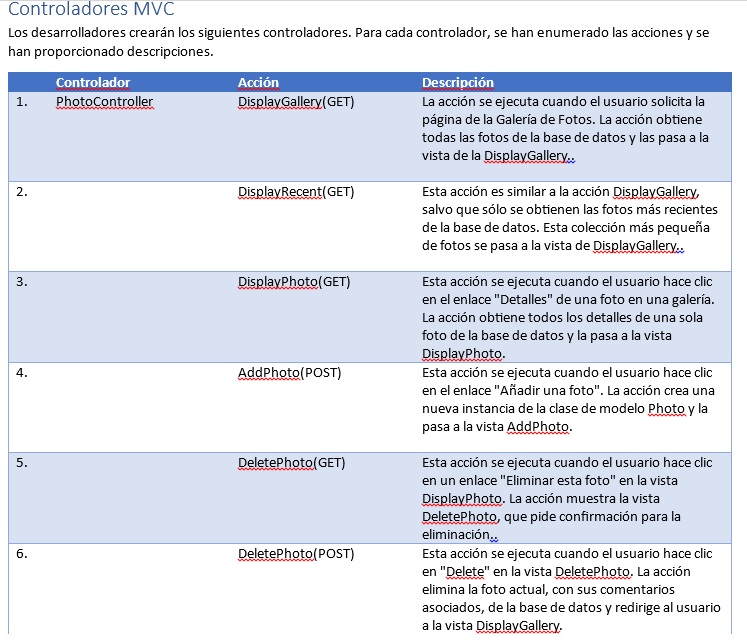 Controladores MVC
Los desarrolladores crearán los siguientes controladores. Para cada controlador, se han enumerado las acciones y se
han proporcionado descripciones.
Controlador Acción Descripción
1. PhotoController DisplayGallery(GET) La acción se ejecuta cuando el usuario solicita la
página de la Galería de Fotos. La acción obtiene
todas las fotos de la base de datos y las pasa a la
vista de la DisplayGallery..
2. DisplayRecent(GET) Esta acción es similar a la acción DisplayGallery,
salvo que sólo se obtienen las fotos más recientes
de la base de datos. Esta colección más pequeña
de fotos se pasa a la vista de DisplayGallery..
3. DisplayPhoto(GET) Esta acción se ejecuta cuando el usuario hace clic
en el enlace "Detalles" de una foto en una galería.
La acción obtiene todos los detalles de una sola
foto de la base de datos y la pasa a la vista
DisplayPhoto.
4. AddPhoto(POST) Esta acción se ejecuta cuando el usuario hace clic
en el enlace "Añadir una foto". La acción crea una
nueva instancia de la clase de modelo Photo y la
pasa a la vista AddPhoto.
5. DeletePhoto(GET) Esta acción se ejecuta cuando el usuario hace clic
en un enlace "Eliminar esta foto" en la vista
DisplayPhoto. La acción muestra la vista
DeletePhoto, que pide confirmación para la
eliminación..
6. DeletePhoto(POST) Esta acción se ejecuta cuando el usuario hace clic
en "Delete" en la vista DeletePhoto. La acción
elimina la foto actual, con sus comentarios
asociados, de la base de datos y redirige al usuario
a la vista DisplayGallery.